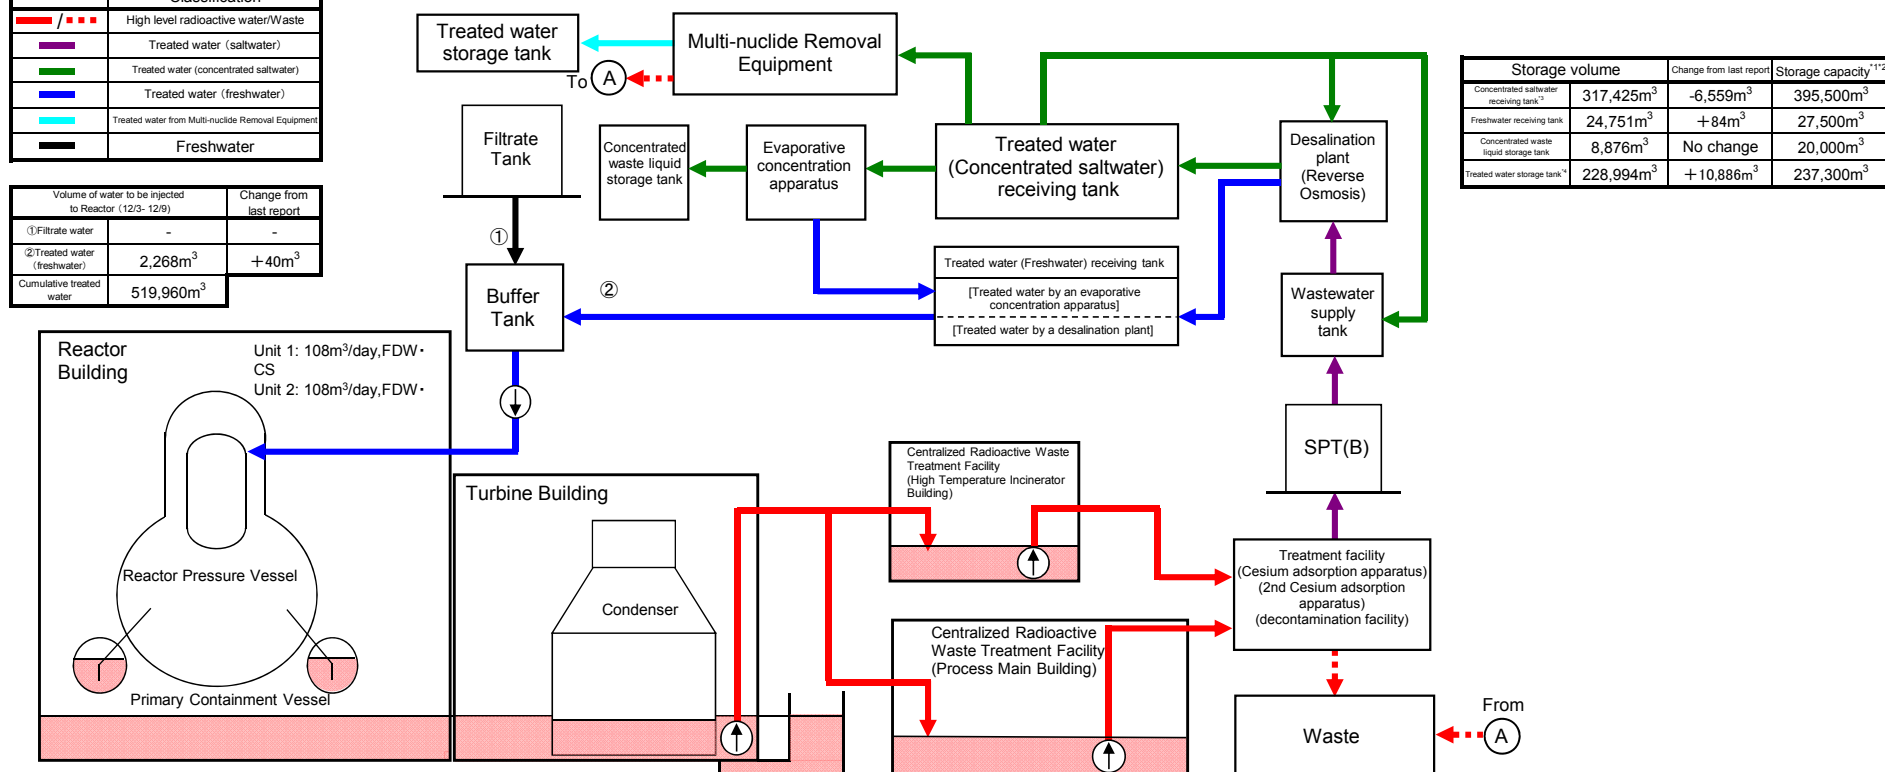 Classification
/ High level radioactive water/Waste
Treated water (saltwater)
Treated water (concentrated saltwater)
Treated water (freshwater)
Treated water from Multi-nuclide Removal Equipment
Freshwater
Volume of water to be injected
to Reactor (12/3- 12/9)
Change from
last report
①Filtrate water - -
②Treated water
(freshwater)
2,268m³ +40m³
Cumulative treated
water
519,960m³
Treated water
storage tank
Multi-nuclide Removal
Equipment
To A
Filtrate
Tank
Concentrated
waste liquid
storage tank
Evaporative
concentration
apparatus
Treated water
(Concentrated saltwater)
receiving tank
Desalination
plant
(Reverse
Osmosis)
Storage volume Change from last report Storage capacity*1*2
Concentrated saltwater
receiving tank*3
317,425m³ -6,559m³ 395,500m³
Freshwater receiving tank 24,751m³ +84m³ 27,500m³
Concentrated waste
liquid storage tank
8,876m³ No change 20,000m³
Treated water storage tank*4 228,994m³ +10,886m³ 237,300m³
①
②
Buffer
Tank
Treated water (Freshwater) receiving tank
[Treated water by an evaporative
concentration apparatus]
[Treated water by a desalination plant]
Wastewater
supply
tank
SPT(B)
Reactor
Building
Unit 1: 108m³/day,FDW・
CS
Unit 2: 108m³/day,FDW・
Reactor Pressure Vessel
Primary Containment Vessel
Turbine Building
Condenser
Centralized Radioactive Waste
Treatment Facility
(High Temperature Incinerator
Building)
Centralized Radioactive
Waste Treatment Facility
(Process Main Building)
Treatment facility
(Cesium adsorption apparatus)
(2nd Cesium adsorption
apparatus)
(decontamination facility)
Waste
From
A